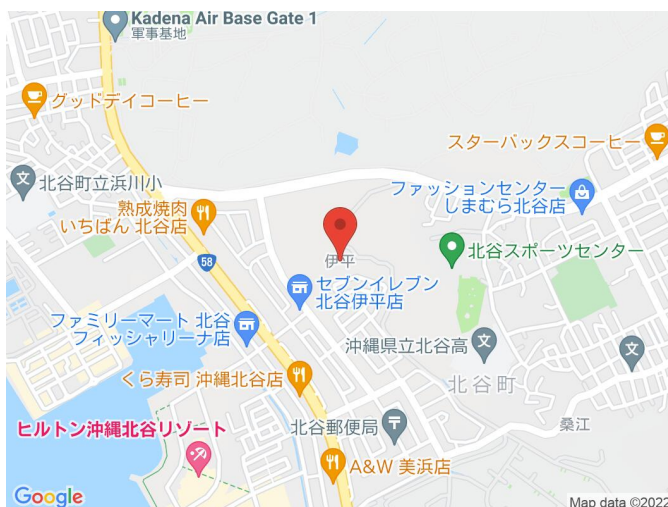 Kadena Air Base Gate 1
軍事基地
グッドデイコーヒー
スターバックスコーヒー
北谷町立浜川小
ファッションセンター
しまむら北谷店
熟成焼肉
いちばん 北谷店
北谷スポーツセンター
58
伊平
セブンイレブン
北谷伊平店
ファミリーマート 北谷
フィッシャリーナ店
沖縄県立北谷高
文
くら寿司 沖縄北谷店
北谷町
桑江
北谷郵便局
ヒルトン沖縄北谷リゾート
A&W 美浜店
Google
Map data ©2022